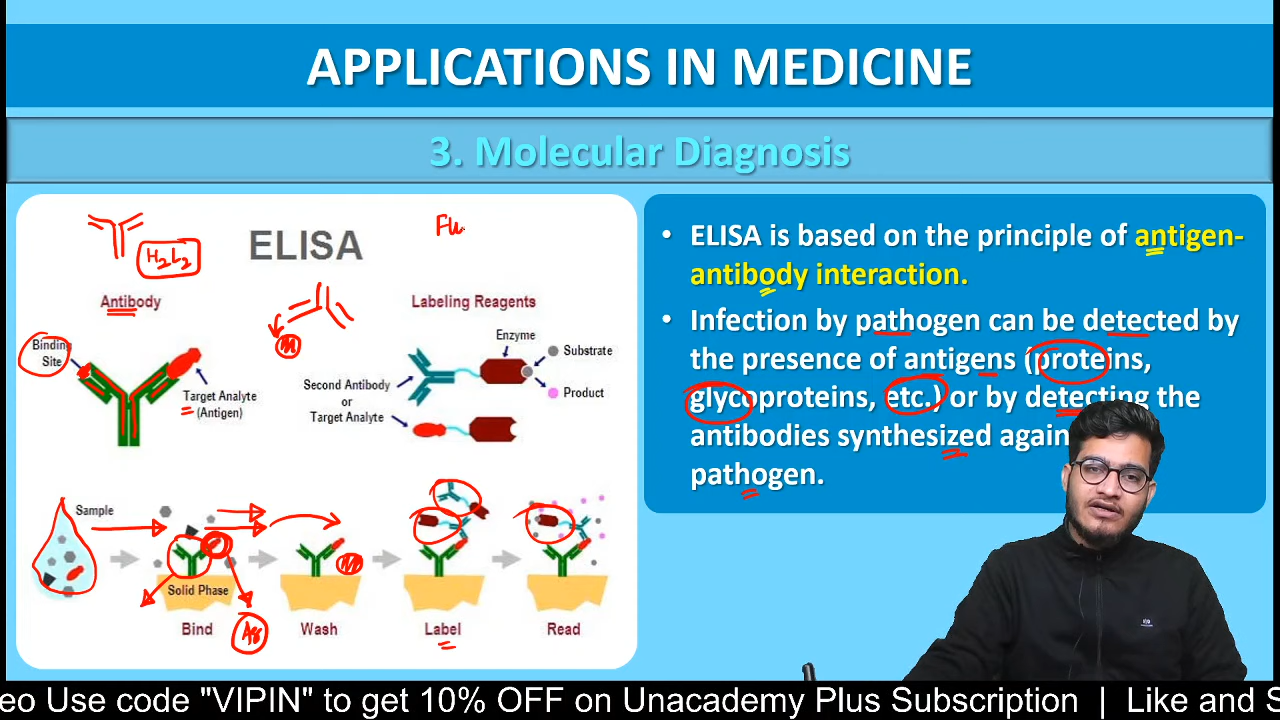 APPLICATIONS IN MEDICINE
3. Molecular Diagnosis
H2L2
ELISA
Antibody
Binding
Site
Target Analyte
(Antigen)
Labeling Reagents
Enzyme
Substrate
Product
Second Antibody
or
Target Analyte
Sample
Solid Phase
Bind
Ag
Wash
Label
Read
• ELISA is based on the principle of antigen-
antibody interaction.
• Infection by pathogen can be detected by
the presence of antigens (proteins,
glycoproteins, etc.) or by detecting the
antibodies synthesized again
pathogen.
eo Use code "VIPIN" to get 10% OFF on Unacademy Plus Subscription | Like and S